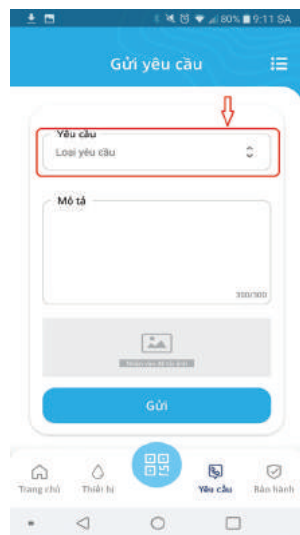 80% 9:11 SA
Gửi yêu cầu
Yêu cầu
Loại yêu cầu
Mô tả
300/300
Gửi
Trang chủ
Thiết bị
Yêu cầu
Bảo hành